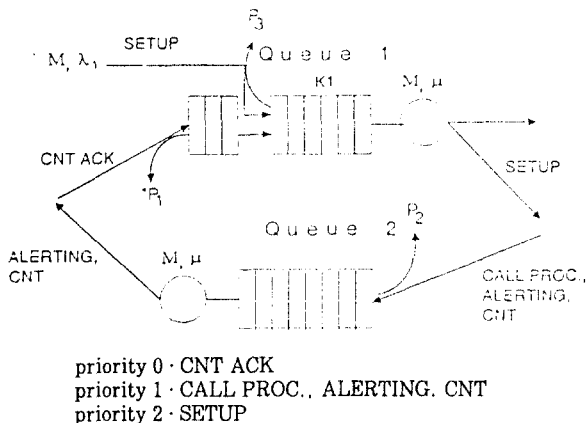 P3
SETUP
M, λ1
Queue 1
K1
M, μ
CNT ACK
P1
SETUP
Queue 2
P2
ALERTING,
CNT
M, μ
CALL PROC.,
ALERTING,
CNT
priority 0 · CNT ACK
priority 1 · CALL PROC., ALERTING. CNT
priority 2 · SETUP